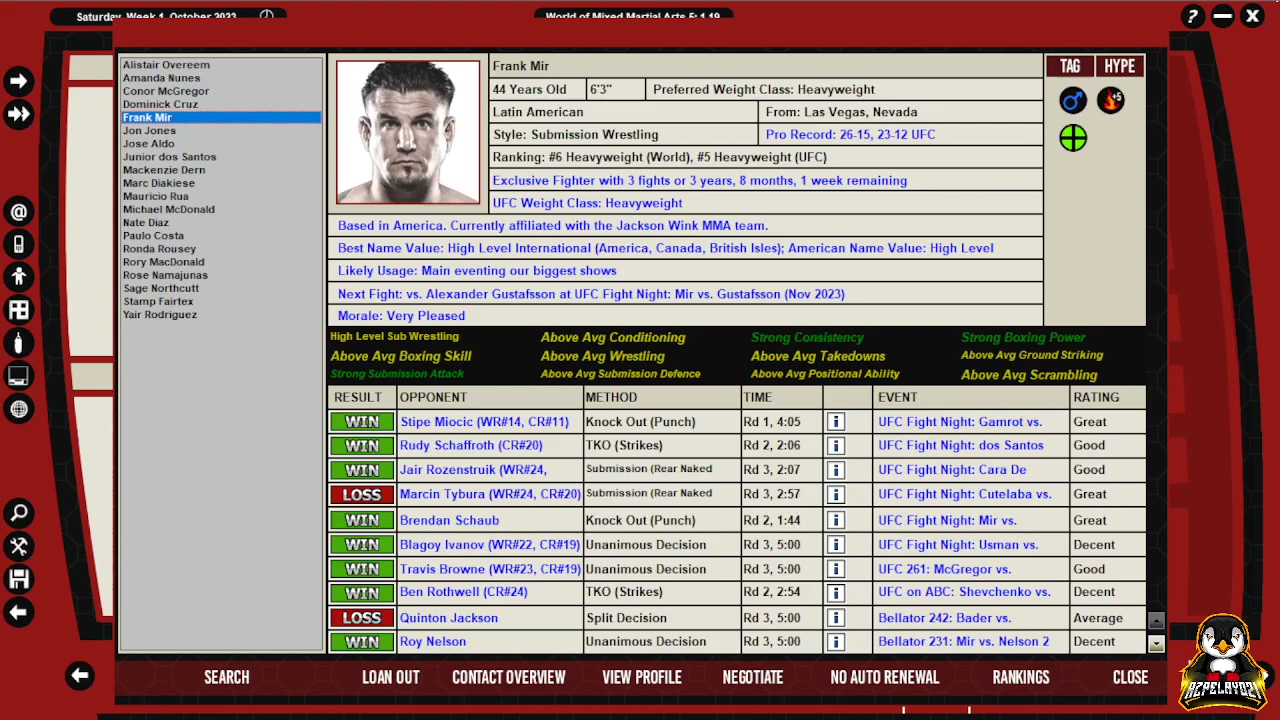 Saturday, Week 1, October 2023
World of Mixed Martial Arts 5: 1.19
Alistair Overeem
Amanda Nunes
Conor McGregor
Dominick Cruz
Frank Mir
Jon Jones
Jose Aldo
Junior dos Santos
Mackenzie Dern
Marc Diakiese
Mauricio Rua
Michael McDonald
Nate Diaz
Paulo Costa
Ronda Rousey
Rory MacDonald
Rose Namajunas
Sage Northcutt
Stamp Fairtex
Yair Rodriguez
Frank Mir
44 Years Old 6'3" Preferred Weight Class: Heavyweight
Latin American From: Las Vegas, Nevada
Style: Submission Wrestling Pro Record: 26-15, 23-12 UFC
Ranking: #6 Heavyweight (World), #5 Heavyweight (UFC)
Exclusive Fighter with 3 fights or 3 years, 8 months, 1 week remaining
UFC Weight Class: Heavyweight
Based in America. Currently affiliated with the Jackson Wink MMA team.
Best Name Value: High Level International (America, Canada, British Isles); American Name Value: High Level
Likely Usage: Main eventing our biggest shows
Next Fight: vs. Alexander Gustafsson at UFC Fight Night: Mir vs. Gustafsson (Nov 2023)
Morale: Very Pleased
TAG HYPE
+5
High Level Sub Wrestling Above Avg Conditioning Strong Consistency Strong Boxing Power
Above Avg Boxing Skill Above Avg Wrestling Above Avg Takedowns Above Avg Ground Striking
Strong Submission Attack Above Avg Submission Defence Above Avg Positional Ability Above Avg Scrambling
RESULT OPPONENT METHOD TIME EVENT RATING
WIN Stipe Miocic (WR#14, CR#11) Knock Out (Punch) Rd 1, 4:05 i UFC Fight Night: Gamrot vs. Great
WIN Rudy Schaffroth (CR#20) TKO (Strikes) Rd 2, 2:06 i UFC Fight Night: dos Santos Good
WIN Jair Rozenstruik (WR#24, Submission (Rear Naked Rd 3, 2:07 i UFC Fight Night: Cara De Good
LOSS Marcin Tybura (WR#24, CR#20) Submission (Rear Naked Rd 3, 2:57 i UFC Fight Night: Cutelaba vs. Great
WIN Brendan Schaub Knock Out (Punch) Rd 2, 1:44 i UFC Fight Night: Mir vs. Great
WIN Blagoy Ivanov (WR#22, CR#19) Unanimous Decision Rd 3, 5:00 i UFC Fight Night: Usman vs. Decent
WIN Travis Browne (WR#23, CR#19) Unanimous Decision Rd 3, 5:00 i UFC 261: McGregor vs. Good
WIN Ben Rothwell (CR#24) TKO (Strikes) Rd 2, 2:54 i UFC on ABC: Shevchenko vs. Decent
LOSS Quinton Jackson Split Decision Rd 3, 5:00 i Bellator 242: Bader vs. Average
WIN Roy Nelson Unanimous Decision Rd 3, 5:00 i Bellator 231: Mir vs. Nelson 2 Decent
SEARCH LOAN OUT CONTACT OVERVIEW VIEW PROFILE NEGOTIATE NO AUTO RENEWAL RANKINGS CLOSE
AZPELAYO21